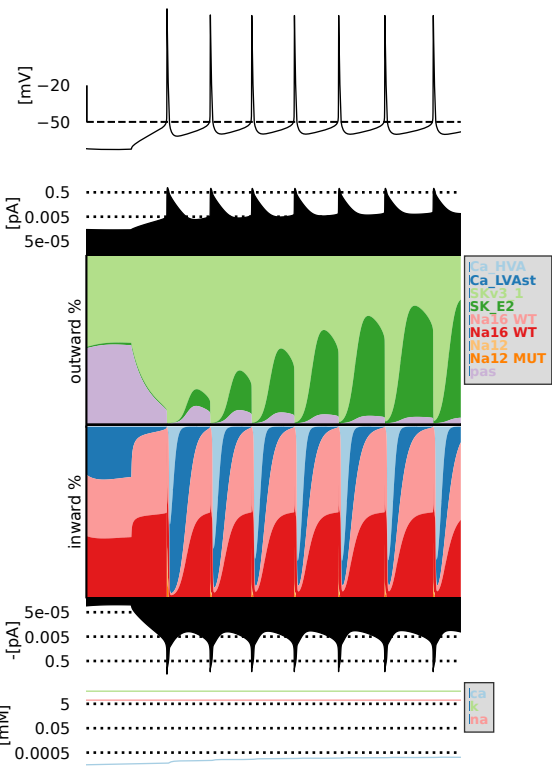 [mV]
−20
−50
[pA]
0.5
0.005
5e-05
outward %
Ca_HVA
Ca_LVAst
SKv3_1
SK_E2
Na16 WT
Na16 WT
Na12
Na12 MUT
pas
inward %
-[pA]
5e-05
0.005
0.5
[mM]
5
0.05
0.0005
ca
k
na